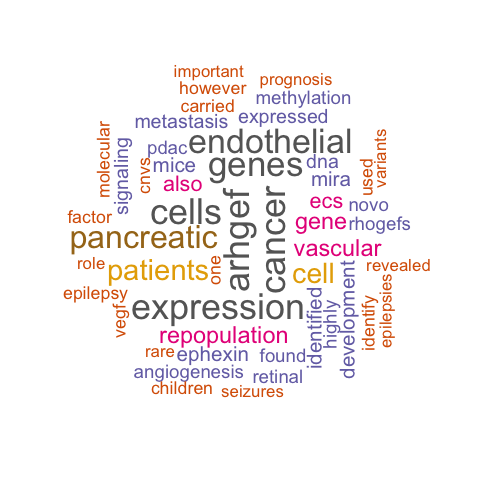 important
however
prognosis
carried
methylation
metastasis
expressed
molecular
signaling
pdac
endothelial
variants
used
cnvs
mice
genes
dna
also
mira
arhgef
cancer
ecs
novo
factor
cells
gene
rhogefs
pancreatic
vascular
role
patients
one
cell
revealed
epilepsy
expression
identified
highly
development
identify
epilepsies
vegf
repopulation
rare
ephexin
found
angiogenesis
retinal
children
seizures